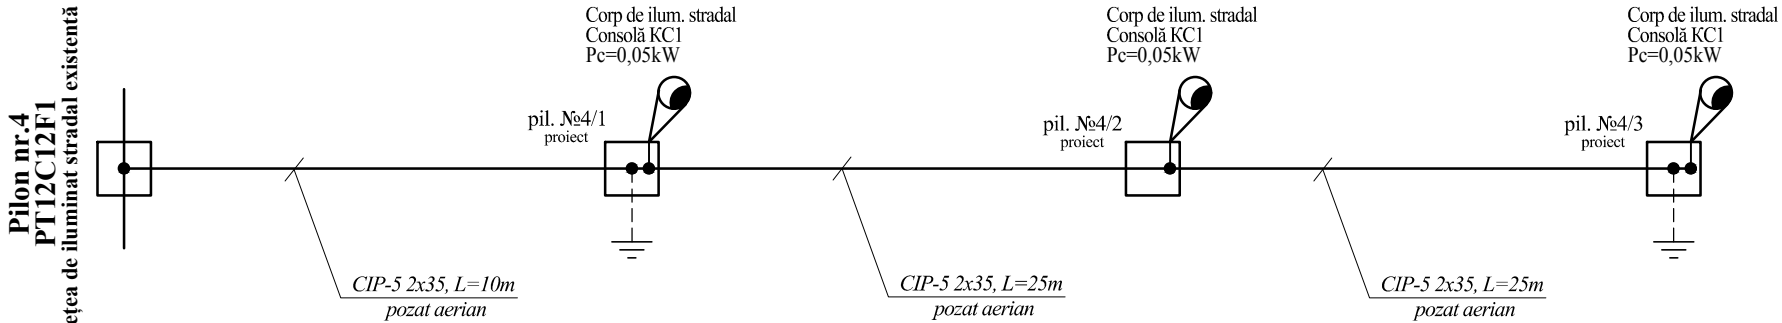 Pilon nr.4
PT12C12F1
ețea de iluminat stradal existentă
Corp de ilum. stradal
Consolă KC1
Pc=0,05kW
pil. №4/1
proiect
Corp de ilum. stradal
Consolă KC1
Pc=0,05kW
pil. №4/2
proiect
Corp de ilum. stradal
Consolă KC1
Pc=0,05kW
pil. №4/3
proiect
CIP-5 2x35, L=10m
pozat aerian
CIP-5 2x35, L=25m
pozat aerian
CIP-5 2x35, L=25m
pozat aerian